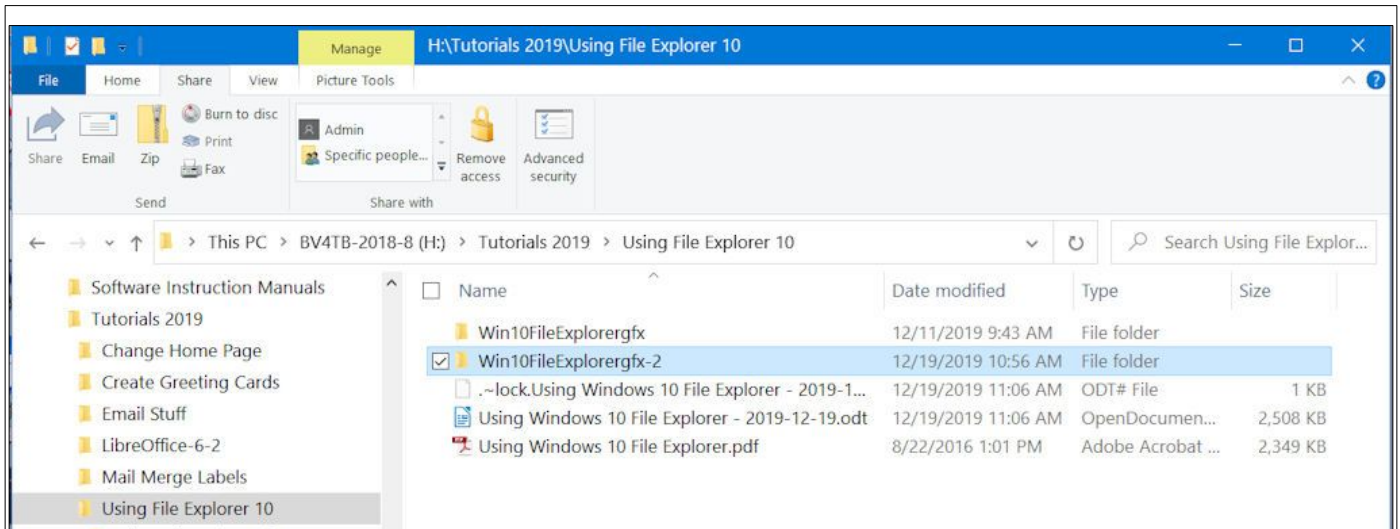 Manage H:\Tutorials 2019\Using File Explorer 10
File Home Share View Picture Tools
Share
Email
Zip
Burn to disc
Print
Fax
Send
Admin
Specific people...
Share with
Remove access
Advanced security
This PC > BV4TB-2018-8 (H:) > Tutorials 2019 > Using File Explorer 10
Search Using File Explor...
Software Instruction Manuals
Tutorials 2019
Change Home Page
Create Greeting Cards
Email Stuff
LibreOffice-6-2
Mail Merge Labels
Using File Explorer 10
Name Date modified Type Size
Win10FileExplorergfx 12/11/2019 9:43 AM File folder
Win10FileExplorergfx-2 12/19/2019 10:56 AM File folder
.~lock.Using Windows 10 File Explorer - 2019-1... 12/19/2019 11:06 AM ODT# File 1 KB
Using Windows 10 File Explorer - 2019-12-19.odt 12/19/2019 11:06 AM OpenDocumen... 2,508 KB
Using Windows 10 File Explorer.pdf 8/22/2016 1:01 PM Adobe Acrobat ... 2,349 KB